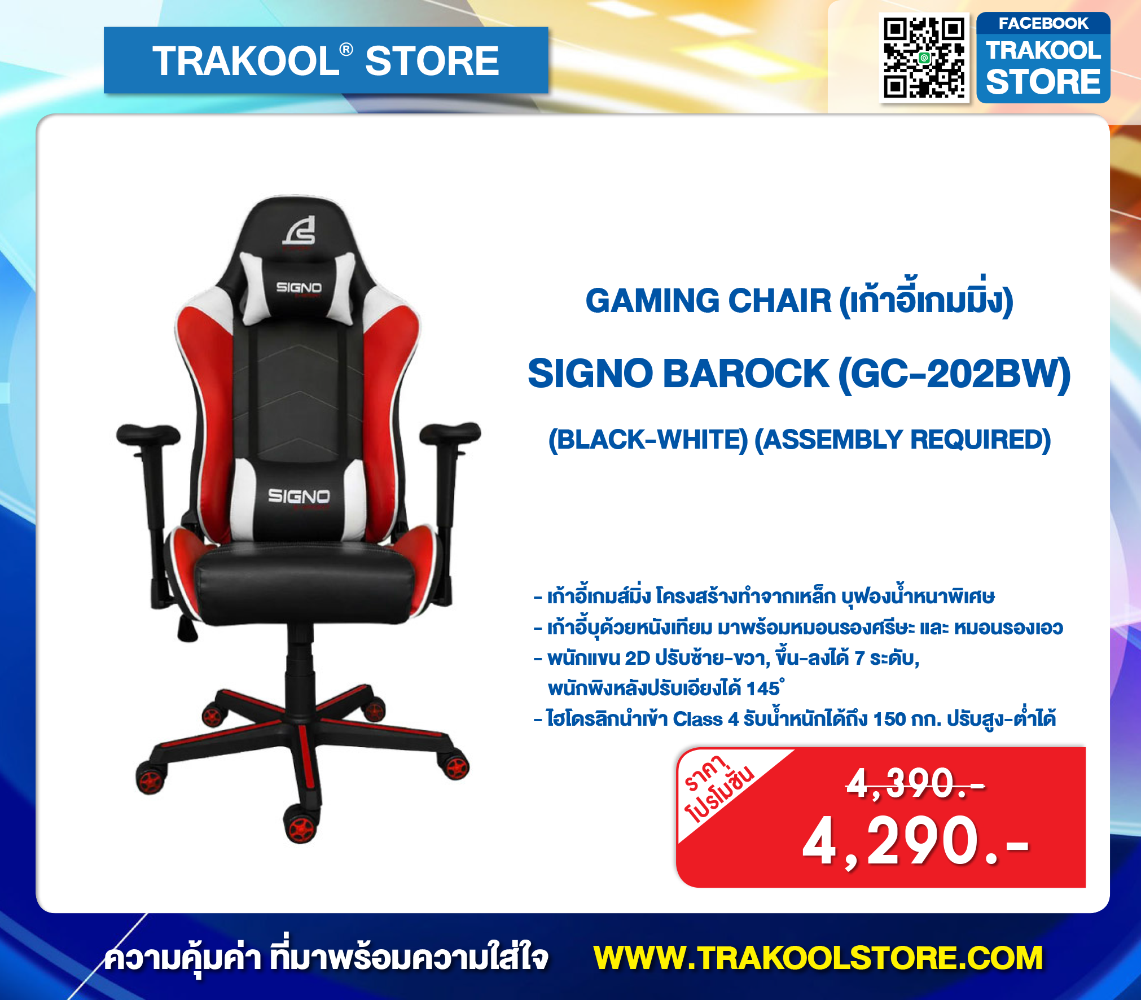 TRAKOOL® STORE
FACEBOOK
TRAKOOL
STORE
SIGNO
SIGNO
GAMING CHAIR (เก้าอี้เกมมิ่ง)
SIGNO BAROCK (GC-202BW)
(BLACK-WHITE) (ASSEMBLY REQUIRED)
- เก้าอี้เกมส์มิ่ง โครงสร้างทำจากเหล็ก บุฟองน้ำหนาพิเศษ
- เก้าอี้บุด้วยหนังเทียม มาพร้อมหมอนรองศรีษะ และ หมอนรองเอว
- พนักแขน 2D ปรับซ้าย-ขวา, ขึ้น-ลงได้ 7 ระดับ,
พนักพิงหลังปรับเอียงได้ 145°
- ไฮโดรลิกนำเข้า Class 4 รับน้ำหนักได้ถึง 150 กก. ปรับสูง-ต่ำได้
ราคา
โปรโมชั่น
4,390.-
4,290.-
ความคุ้มค่า ที่มาพร้อมความใส่ใจ
WWW.TRAKOOLSTORE.COM